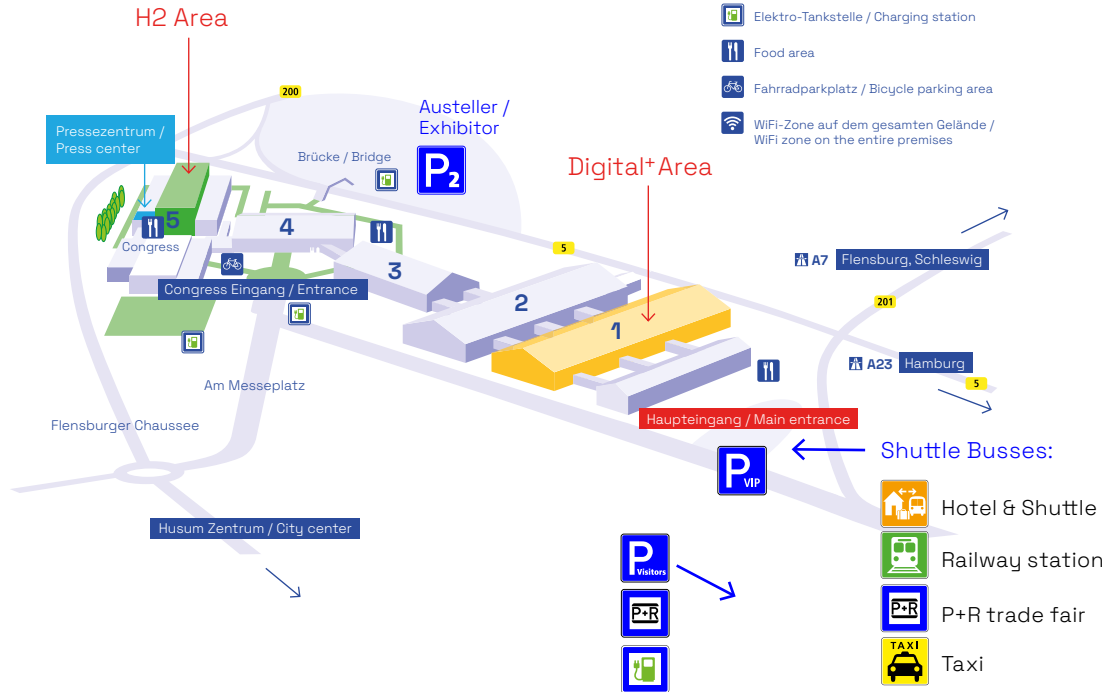 H2 Area
Elektro-Tankstelle / Charging station
Food area
Fahrradparkplatz / Bicycle parking area
WiFi-Zone auf dem gesamten Gelände /
WiFi zone on the entire premises
200
Austeller /
Exhibitor
P2
Pressezentrum /
Press center
Brücke / Bridge
Digital+ Area
5
Congress
4
3
2
1
5
A7
Flensburg, Schleswig
201
Congress Eingang / Entrance
A23
Hamburg
5
Am Messeplatz
Flensburger Chaussee
Haupteingang / Main entrance
P VIP
Shuttle Busses:
Hotel & Shuttle
Railway station
P+R
P+R trade fair
TAXI
Taxi
Husum Zentrum / City center
P Visitors
P+R